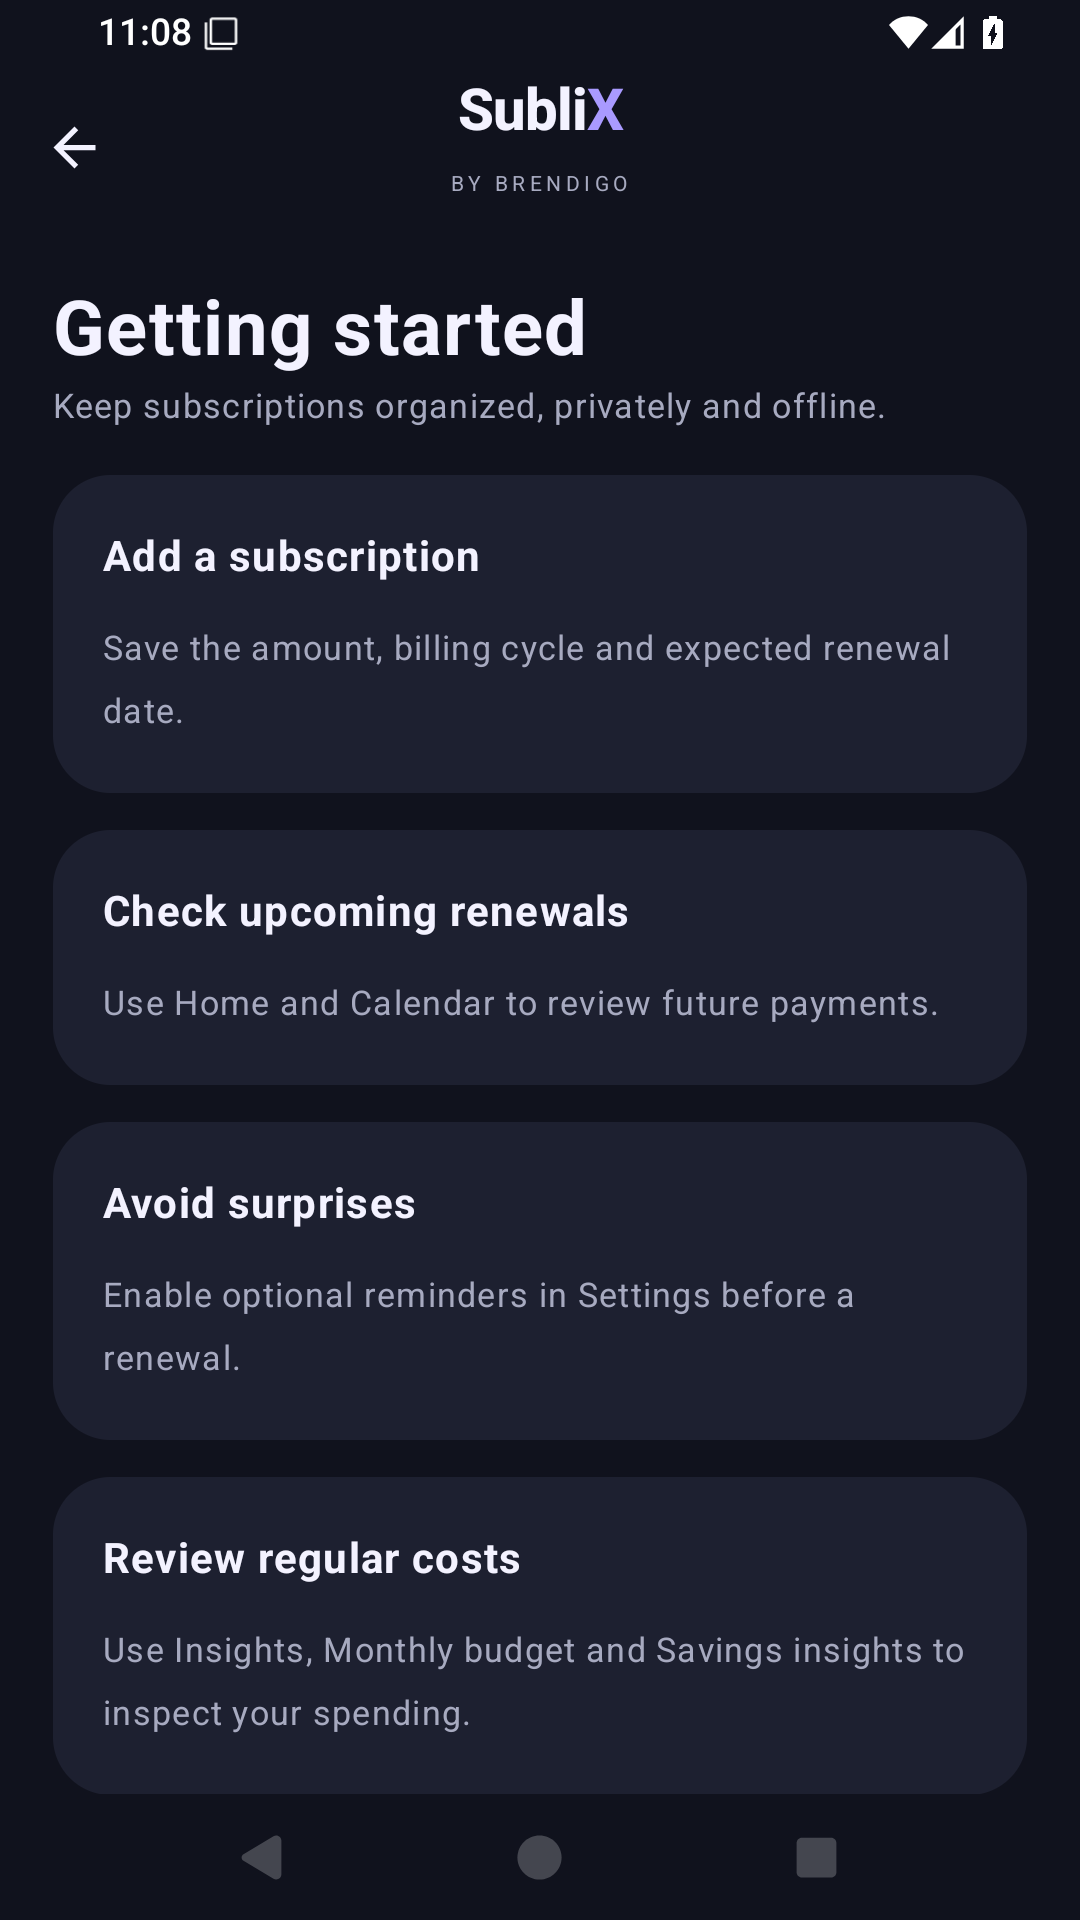 11:08
SubliX
BY BRENDIGO
Getting started
Keep subscriptions organized, privately and offline.
Add a subscription
Save the amount, billing cycle and expected renewal
date.
Check upcoming renewals
Use Home and Calendar to review future payments.
Avoid surprises
Enable optional reminders in Settings before a
renewal.
Review regular costs
Use Insights, Monthly budget and Savings insights to
inspect your spending.